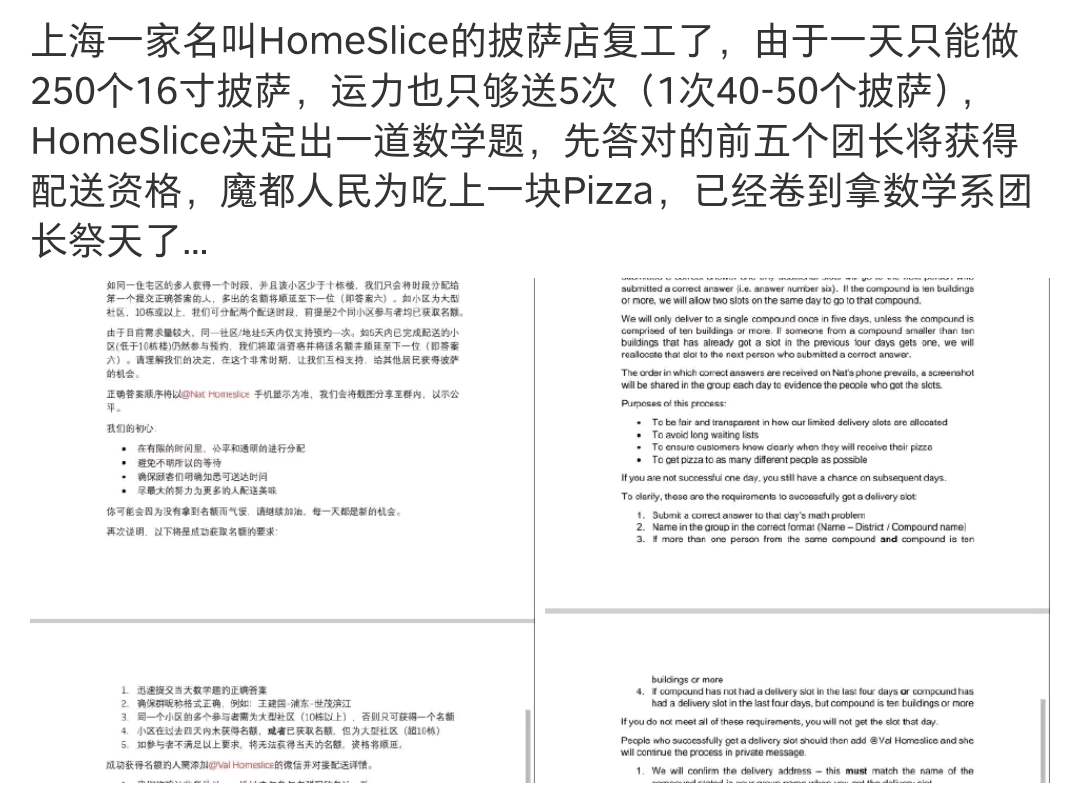 上海一家名叫HomeSlice的披萨店复工了，由于一天只能做
250个16寸披萨，运力也只够送5次（1次40-50个披萨），
HomeSlice决定出一道数学题，先答对的前五个团长将获得
配送资格，魔都人民为吃上一块Pizza，已经卷到拿数学系团
长祭天了...
如同一住宅区的多人获得一个时段，并且该小区少于十栋楼，我们只会将时段分配给
第一个提交正确答案的人，多出的名额将顺延至下一位（即答案六）。如小区为大型
社区，10栋或以上，我们可分配两个配送时段，前提是2个同小区参与者均已获取名额。
由于目前需求量较大，同一社区/地址5天内仅支持预约一次。如5天内已完成配送的小
区(低于10栋楼)仍然参与预约，我们将取消资格并将该名额并顺延至下一位（即答案
六）。请理解我们的决定，在这个非常时期，让我们互相支持，给其他居民获得披萨
的机会。
正确答案顺序将以@Nat Homeslice 手机显示为准，我们会将截图分享至群内，以示公
平。
我们的初心:
• 在有限的时间里，公平和透明的进行分配
• 避免不明所以的等待
• 确保顾客们明确知悉可送达时间
• 尽最大的努力为更多的人配送美味
你可能会因为没有拿到名额而气馁，请继续加油，每一天都是新的机会。
再次说明，以下将是成功获取名额的要求:
1. 迅速提交当天数学题的正确答案
2. 确保群昵称格式正确，例如：王建国-浦东-世茂滨江
3. 同一个小区的多个参与者需为大型社区（10栋以上），否则只可获得一个名额
4. 小区在过去四天内未获得名额，或者已获取名额，但为大型社区（超10栋）
5. 如参与者不满足以上要求，将无法获得当天的名额，资格将顺延。
成功获得名额的人需添加@Val Homeslice的微信并对接配送详情。
submitted a correct answer (i.e. answer number six). If the compound is ten buildings
or more, we will allow two slots on the same day to go to that compound.
We will only deliver to a single compound once in five days, unless the compound is
comprised of ten buildings or more. If someone from a compound smaller than ten
buildings that has already got a slot in the previous four days gets one, we will
reallocate that slot to the next person who submitted a correct answer.
The order in which correct answers are received on Nat's phone prevails, a screenshot
will be shared in the group each day to evidence the people who got the slots.
Purposes of this process:
• To be fair and transparent in how our limited delivery slots are allocated
• To avoid long waiting lists
• To ensure customers know clearly when they will receive their pizza
• To get pizza to as many different people as possible
If you are not successful one day, you still have a chance on subsequent days.
To clarify, these are the requirements to successfully get a delivery slot:
1. Submit a correct answer to that day's math problem
2. Name in the group in the correct format (Name – District / Compound name)
3. If more than one person from the same compound and compound is ten
buildings or more
4. If compound has not had a delivery slot in the last four days or compound has
had a delivery slot in the last four days, but compound is ten buildings or more
If you do not meet all of these requirements, you will not get the slot that day.
People who successfully get a delivery slot should then add @Val Homeslice and she
will continue the process in private message.
1. We will confirm the delivery address – this must match the name of the